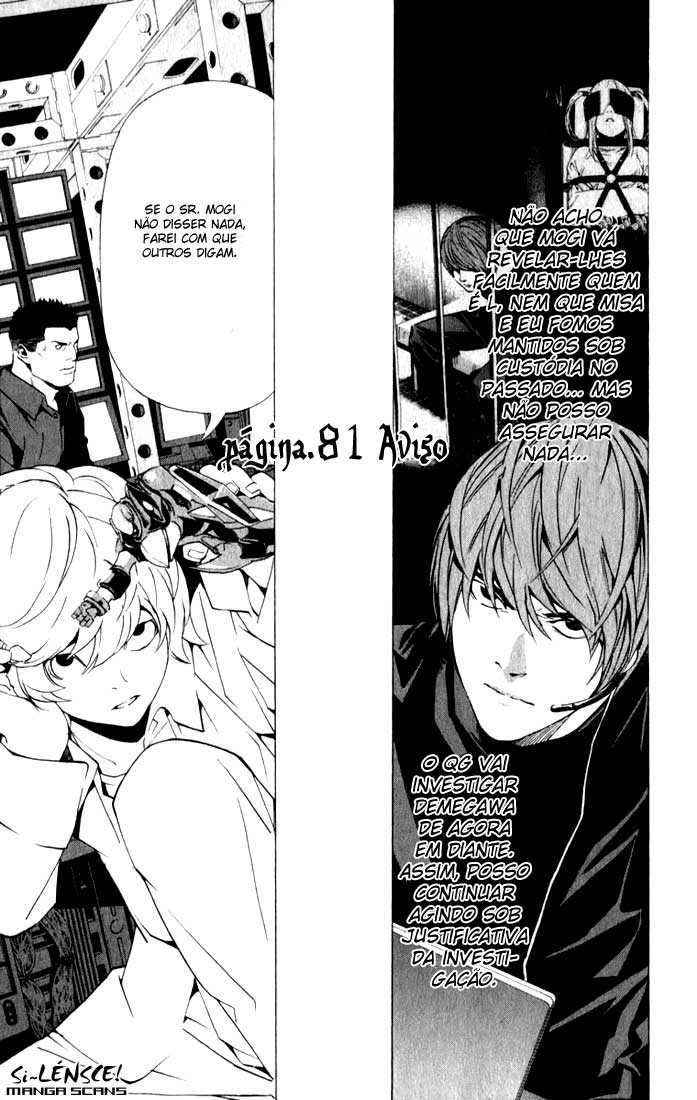 NÃO ACHO
QUE MOGI VÁ
REVELAR-LHES
FACILMENTE QUEM
É L, NEM QUE MISA
E EU FOMOS
MANTIDOS SOB
CUSTÓDIA NO
PASSADO... MAS
NÃO POSSO
ASSEGURAR
NADA...
O QG VAI
INVESTIGAR
DEMEGAWA
DE AGORA
EM DIANTE.
ASSIM, POSSO
CONTINUAR
AGINDO SOB
JUSTIFICATIVA
DA INVESTI-
GAÇÃO.
página.81 Aviso
SE O SR. MOGI
NÃO DISSER NADA,
FAREI COM QUE
OUTROS DIGAM.
Si~LÉNSCE!
MANGA SCANS